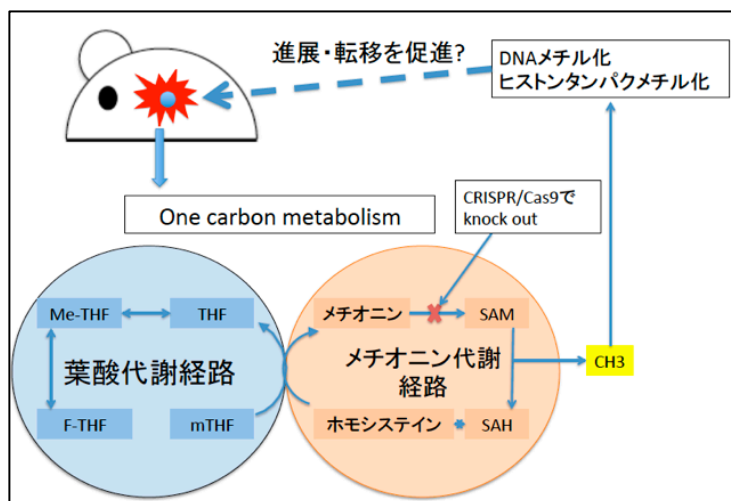 進展・転移を促進?
DNAメチル化
ヒストンタンパクメチル化
One carbon metabolism
CRISPR/Cas9で
knock out
Me-THF
THF
葉酸代謝経路
F-THF
mTHF
メチオニン
SAM
メチオニン代謝
経路
ホモシステイン
SAH
CH3